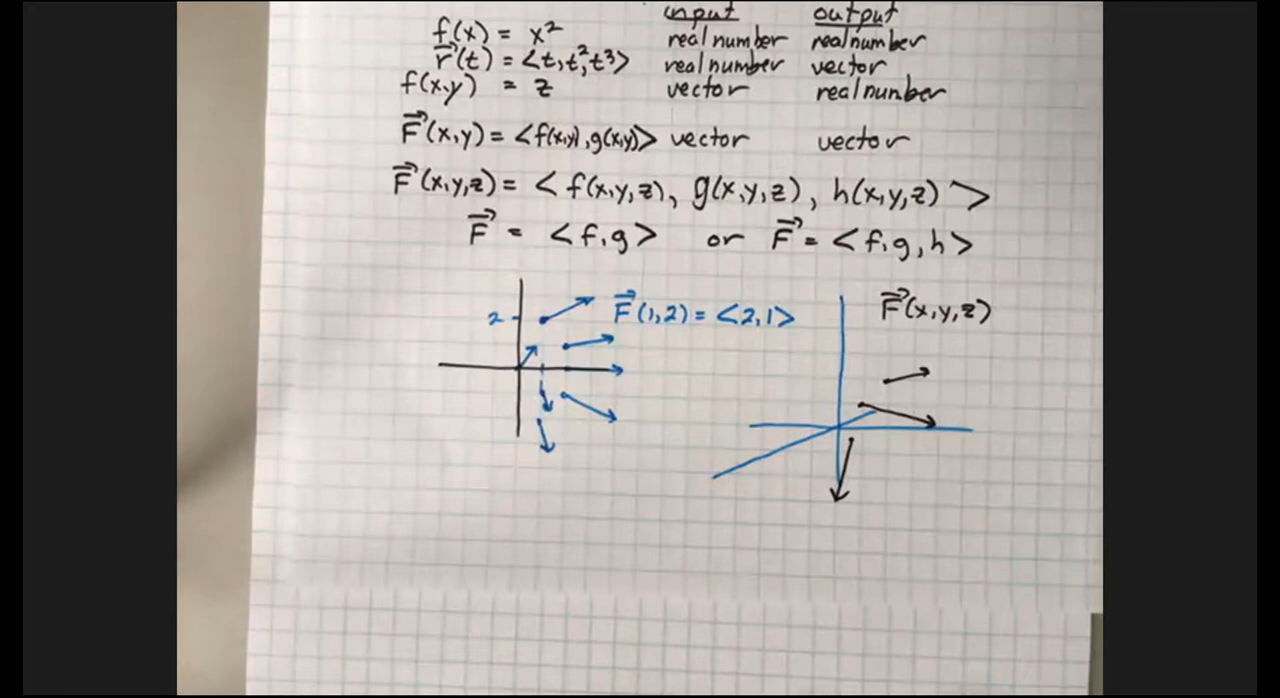 input output
f(x) = x² real number real number
r⃗(t) = <t, t², t³> real number vector
f(x,y) = z vector real number
F⃗(x,y) = <f(x,y), g(x,y)> vector vector
F⃗(x,y,z) = < f(x,y,z), g(x,y,z), h(x,y,z) >
F⃗ = <f,g> or F⃗ = <f,g,h>
2 F⃗(1,2) = <2,1> F⃗(x,y,z)